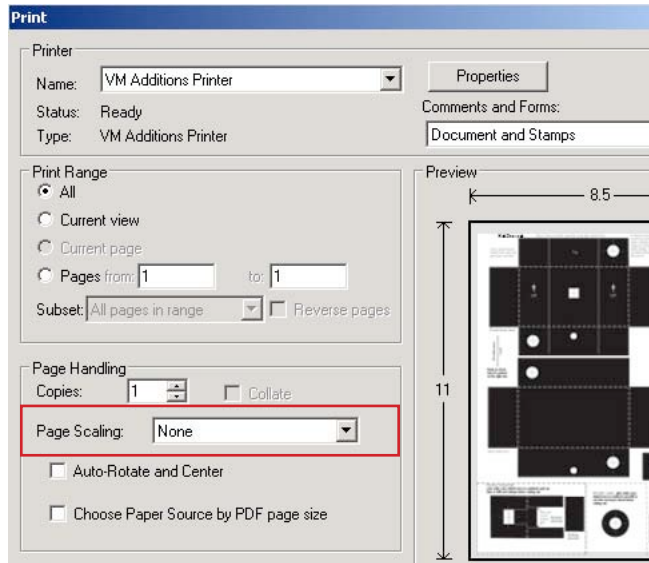 Print
Printer
Name: VM Additions Printer
Properties
Status: Ready
Comments and Forms:
Type: VM Additions Printer
Document and Stamps
Print Range
All
Current view
Current page
Pages from: 1 to: 1
Subset: All pages in range Reverse pages
Preview
8.5
11
Page Handling
Copies: 1 Collate
Page Scaling: None
Auto-Rotate and Center
Choose Paper Source by PDF page size